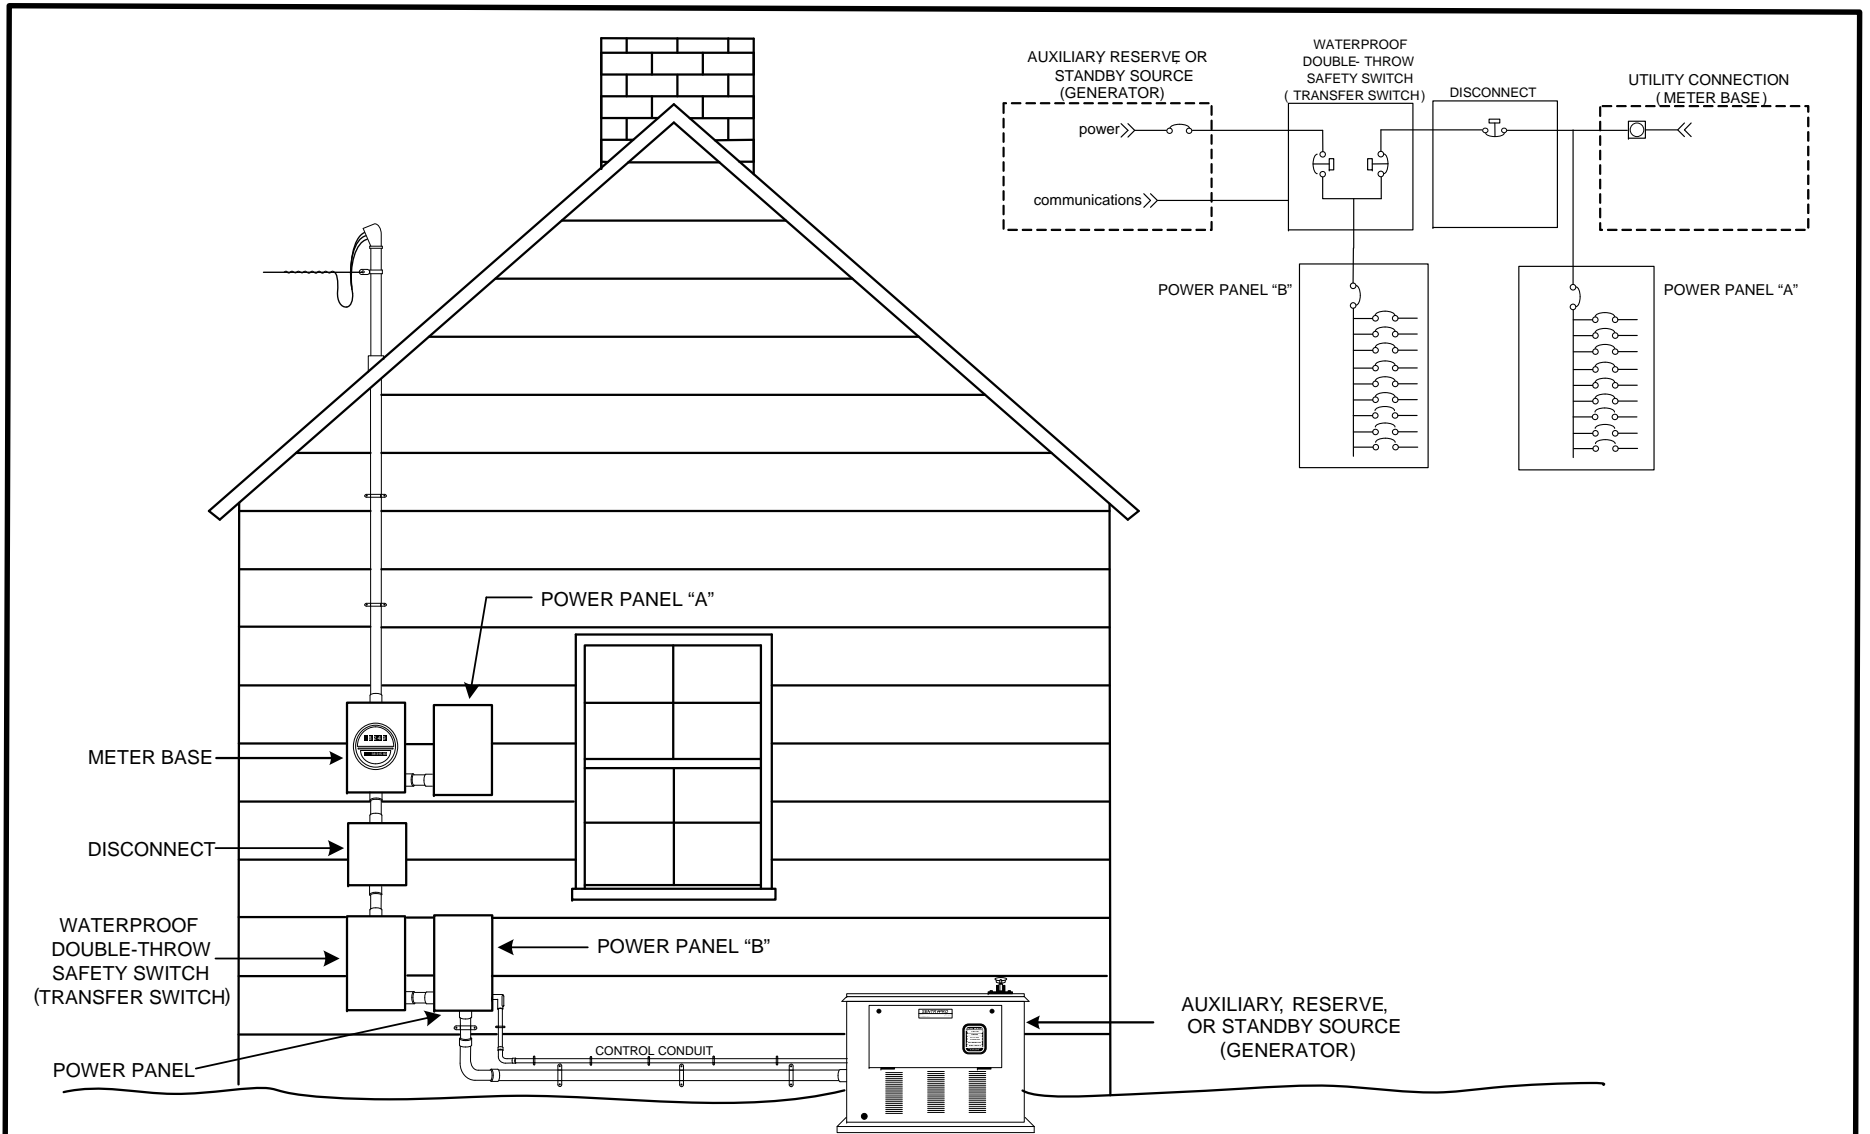 AUXILIARY RESERVE OR
STANDBY SOURCE
(GENERATOR)
WATERPROOF
DOUBLE- THROW
SAFETY SWITCH
( TRANSFER SWITCH)
DISCONNECT
UTILITY CONNECTION
( METER BASE)
power
communications
POWER PANEL “B”
POWER PANEL “A”
POWER PANEL “A”
METER BASE
DISCONNECT
WATERPROOF
DOUBLE-THROW
SAFETY SWITCH
(TRANSFER SWITCH)
POWER PANEL “B”
AUXILIARY, RESERVE,
OR STANDBY SOURCE
(GENERATOR)
CONTROL CONDUIT
POWER PANEL